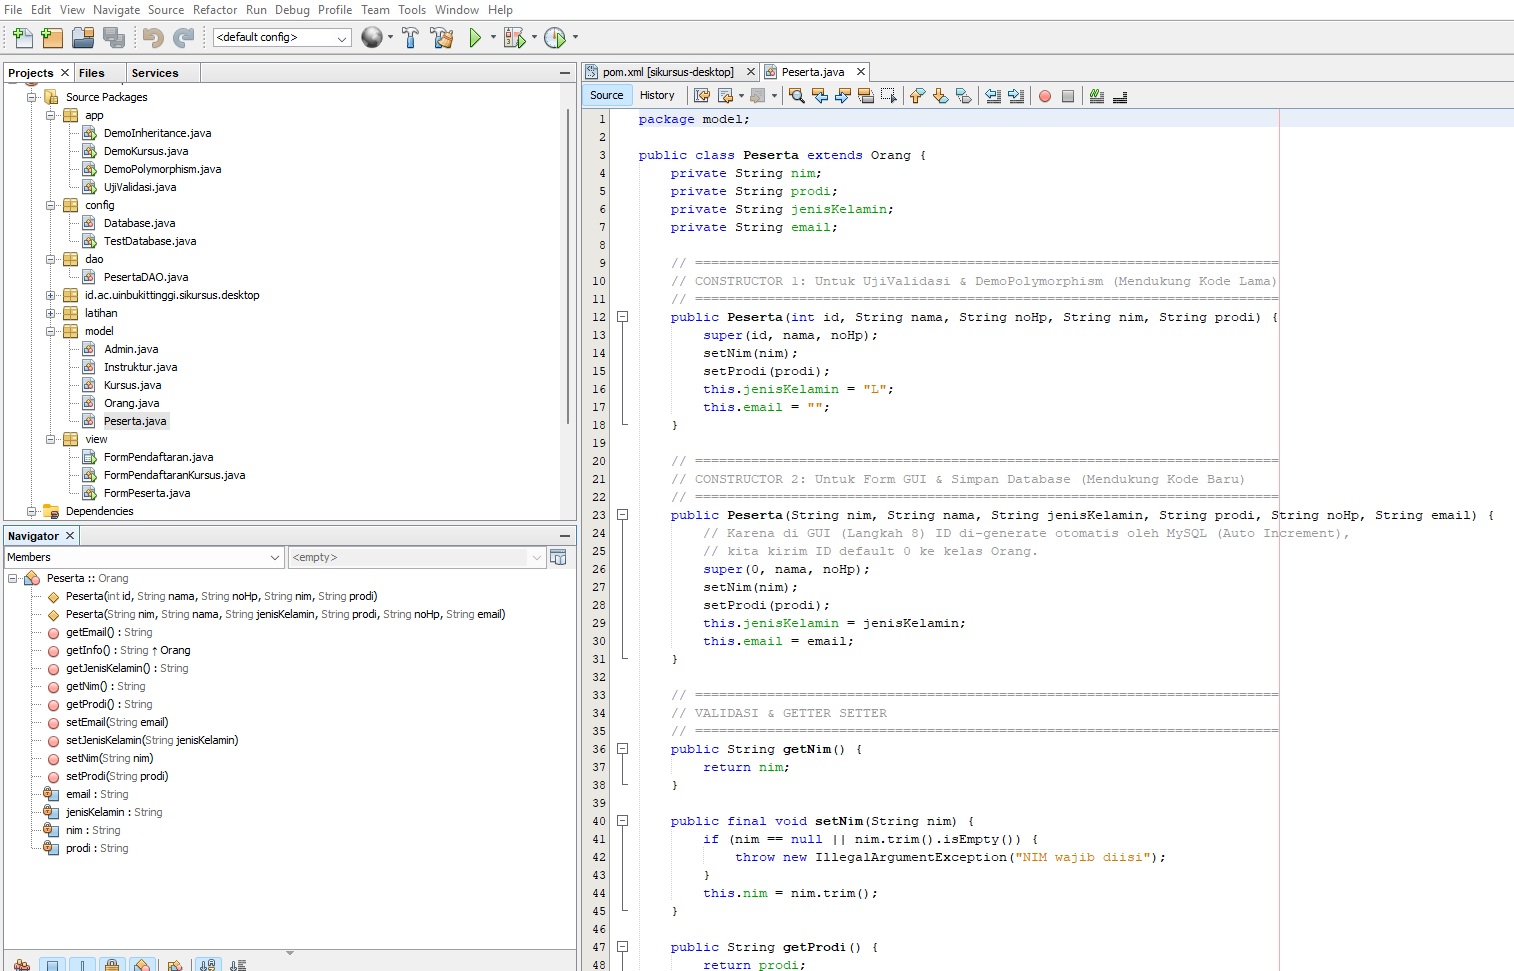 File Edit View Navigate Source Refactor Run Debug Profile Team Tools Window Help
<default config>
Projects Files Services
Source Packages
app
DemoInheritance.java
DemoKursus.java
DemoPolymorphism.java
UjiValidasi.java
config
Database.java
TestDatabase.java
dao
PesertaDAO.java
id.ac.uinbukittinggi.sikursus.desktop
latihan
model
Admin.java
Instruktur.java
Kursus.java
Orang.java
Peserta.java
view
FormPendaftaran.java
FormPendaftaranKursus.java
FormPeserta.java
Dependencies
Navigator
Members <empty>
Peserta :: Orang
Peserta(int id, String nama, String noHp, String nim, String prodi)
Peserta(String nim, String nama, String jenisKelamin, String prodi, String noHp, String email)
getEmail() : String
getInfo() : String ↑ Orang
getJenisKelamin() : String
getNim() : String
getProdi() : String
setEmail(String email)
setJenisKelamin(String jenisKelamin)
setNim(String nim)
setProdi(String prodi)
email : String
jenisKelamin : String
nim : String
prodi : String
pom.xml [sikursus-desktop] Peserta.java
Source History
1 package model;
2
3 public class Peserta extends Orang {
4 private String nim;
5 private String prodi;
6 private String jenisKelamin;
7 private String email;
8
9 // =========================================================================
10 // CONSTRUCTOR 1: Untuk UjiValidasi & DemoPolymorphism (Mendukung Kode Lama)
11 // =========================================================================
12 public Peserta(int id, String nama, String noHp, String nim, String prodi) {
13 super(id, nama, noHp);
14 setNim(nim);
15 setProdi(prodi);
16 this.jenisKelamin = "L";
17 this.email = "";
18 }
19
20 // =========================================================================
21 // CONSTRUCTOR 2: Untuk Form GUI & Simpan Database (Mendukung Kode Baru)
22 // =========================================================================
23 public Peserta(String nim, String nama, String jenisKelamin, String prodi, String noHp, String email) {
24 // Karena di GUI (Langkah 8) ID di-generate otomatis oleh MySQL (Auto Increment),
25 // kita kirim ID default 0 ke kelas Orang.
26 super(0, nama, noHp);
27 setNim(nim);
28 setProdi(prodi);
29 this.jenisKelamin = jenisKelamin;
30 this.email = email;
31 }
32
33 // =========================================================================
34 // VALIDASI & GETTER SETTER
35 // =========================================================================
36 public String getNim() {
37 return nim;
38 }
39
40 public final void setNim(String nim) {
41 if (nim == null || nim.trim().isEmpty()) {
42 throw new IllegalArgumentException("NIM wajib diisi");
43 }
44 this.nim = nim.trim();
45 }
46
47 public String getProdi() {
48 return prodi;